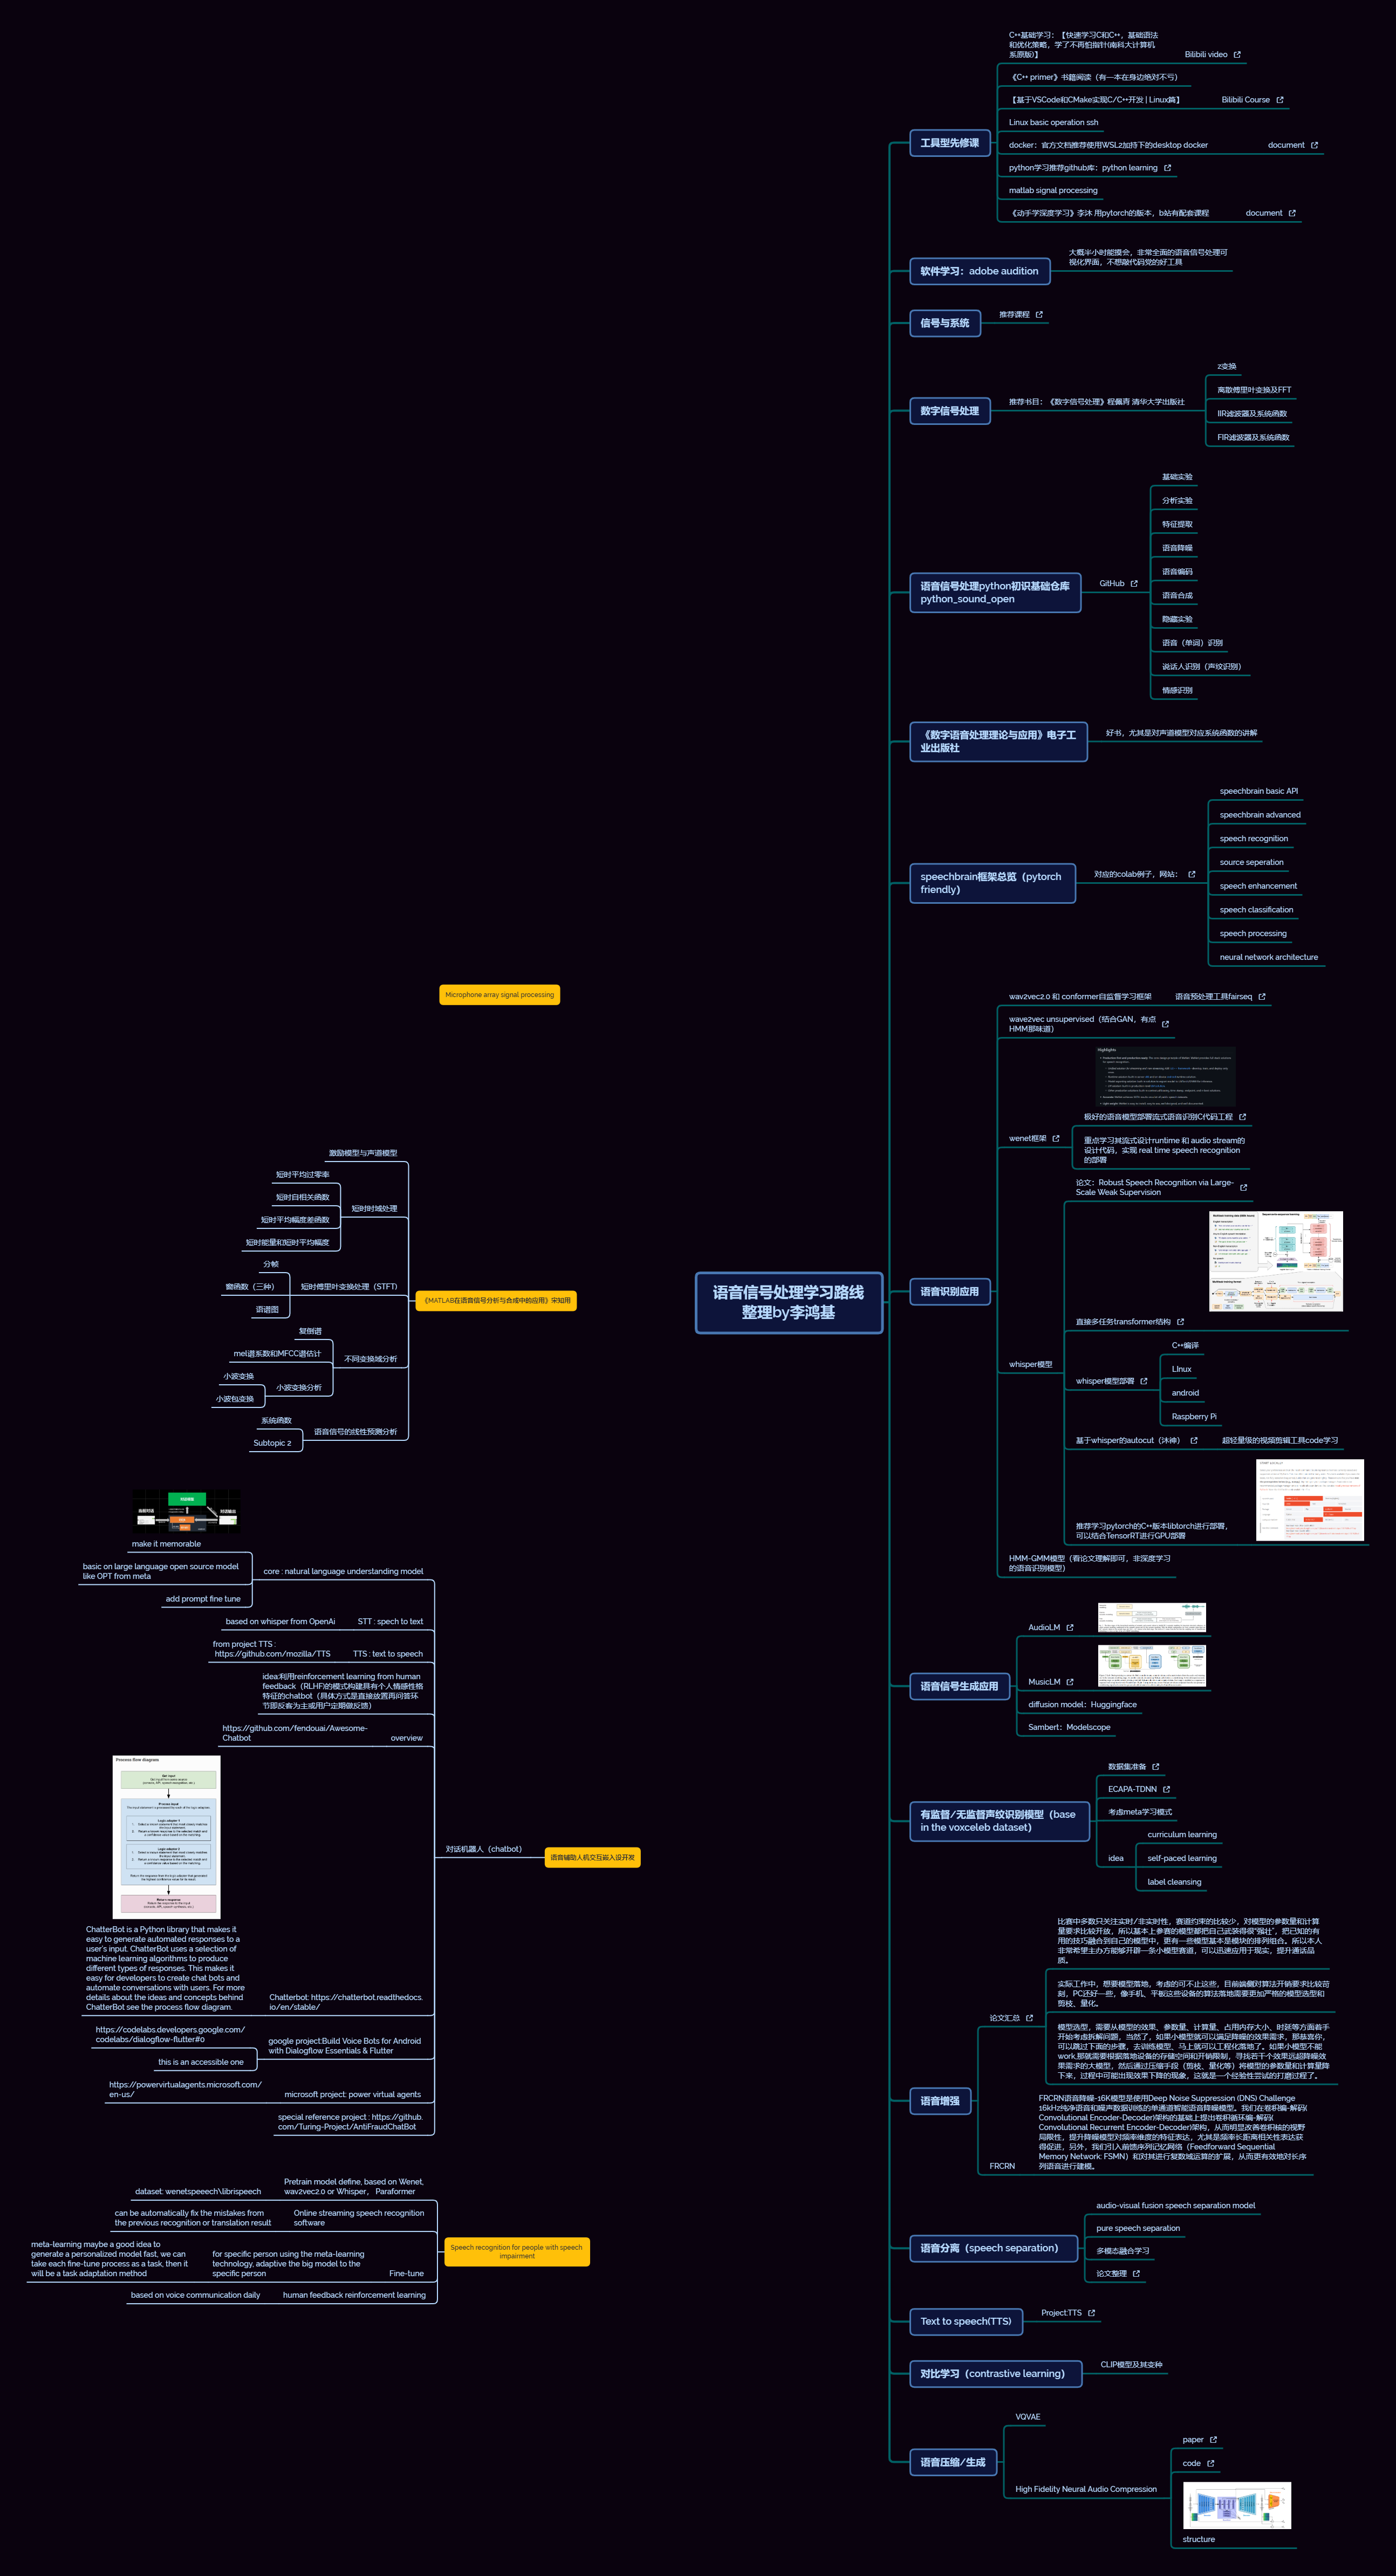 语音信号处理学习路线
整理by李鸿基
工具型先修课
C++基础学习：【快速学习C和C++，基础语法
和优化策略，学了不再怕指针(南科大计算机
系原版)】
Bilibili video
《C++ primer》书籍阅读（有一本在身边绝对不亏）
【基于VSCode和CMake实现C/C++开发 | Linux篇】
Bilibili Course
Linux basic operation ssh
docker：官方文档推荐使用WSL2加持下的desktop docker
document
python学习推荐github库：python learning
matlab signal processing
《动手学深度学习》李沐 用pytorch的版本，b站有配套课程
document
软件学习：adobe audition
大概半小时能摸会，非常全面的语音信号处理可
视化界面，不想敲代码党的好工具
信号与系统
推荐课程
数字信号处理
推荐书目：《数字信号处理》程佩青 清华大学出版社
z变换
离散傅里叶变换及FFT
IIR滤波器及系统函数
FIR滤波器及系统函数
语音信号处理python初识基础仓库
python_sound_open
GitHub
基础实验
分析实验
特征提取
语音降噪
语音编码
语音合成
隐藏实验
语音（单词）识别
说话人识别（声纹识别）
情感识别
《数字语音处理理论与应用》电子工
业出版社
好书，尤其是对声道模型对应系统函数的讲解
speechbrain框架总览（pytorch
friendly）
对应的colab例子，网站：
speechbrain basic API
speechbrain advanced
speech recognition
source seperation
speech enhancement
speech classification
speech processing
neural network architecture
语音识别应用
wav2vec2.0 和 conformer自监督学习框架
语音预处理工具fairseq
wave2vec unsupervised（结合GAN，有点
HMM那味道）
wenet框架
Highlights
极好的语音模型部署流式语音识别C代码工程
重点学习其流式设计runtime 和 audio stream的
设计代码，实现 real time speech recognition
的部署
whisper模型
论文：Robust Speech Recognition via Large-
Scale Weak Supervision
直接多任务transformer结构
whisper模型部署
C++编译
LInux
android
Raspberry Pi
基于whisper的autocut（沐神）
超轻量级的视频剪辑工具code学习
推荐学习pytorch的C++版本libtorch进行部署，
可以结合TensorRT进行GPU部署
HMM-GMM模型（看论文理解即可，非深度学习
的语音识别模型）
语音信号生成应用
AudioLM
MusicLM
diffusion model：Huggingface
Sambert：Modelscope
有监督/无监督声纹识别模型（base
in the voxceleb dataset）
数据集准备
ECAPA-TDNN
考虑meta学习模式
idea
curriculum learning
self-paced learning
label cleansing
语音增强
论文汇总
比赛中多数只关注实时/非实时性，赛道约束的比较少，对模型的参数量和计算
量要求比较开放，所以基本上参赛的模型都把自己武装得很“强壮”，把已知的有
用的技巧融合到自己的模型中，更有一些模型基本是模块的排列组合。所以本人
非常希望主办方能够开辟一条小模型赛道，可以迅速应用于现实，提升通话品
质。
实际工作中，想要模型落地，考虑的可不止这些，目前端侧对算法开销要求比较苛
刻，PC还好一些，像手机、平板这些设备的算法落地需要更加严格的模型选型和
剪枝、量化。
模型选型，需要从模型的效果、参数量、计算量、占用内存大小、时延等方面着手
开始考虑拆解问题，当然了，如果小模型就可以满足降噪的效果需求，那恭喜你，
可以跳过下面的步骤，去训练模型、马上就可以工程化落地了。如果小模型不能
work,那就需要根据落地设备的存储空间和开销限制，寻找若干个效果远超降噪效
果需求的大模型，然后通过压缩手段（剪枝、量化等）将模型的参数量和计算量降
下来，过程中可能出现效果下降的现象，这就是一个经验性尝试的打磨过程了。
FRCRN
FRCRN语音降噪-16K模型是使用Deep Noise Suppression (DNS) Challenge
16kHz纯净语音和噪声数据训练的单通道智能语音降噪模型。我们在卷积编-解码(
Convolutional Encoder-Decoder)架构的基础上提出卷积循环编-解码(
Convolutional Recurrent Encoder-Decoder)架构，从而明显改善卷积核的视野
局限性，提升降噪模型对频率维度的特征表达，尤其是频率长距离相关性表达获
得促进，另外，我们引入前馈序列记忆网络（Feedforward Sequential
Memory Network: FSMN）和对其进行复数域运算的扩展，从而更有效地对长序
列语音进行建模。
语音分离（speech separation）
audio-visual fusion speech separation model
pure speech separation
多模态融合学习
论文整理
Text to speech(TTS)
Project:TTS
对比学习（contrastive learning）
CLIP模型及其变种
语音压缩/生成
VQVAE
High Fidelity Neural Audio Compression
paper
code
structure
Microphone array signal processing
《MATLAB在语音信号分析与合成中的应用》宋知用
激励模型与声道模型
短时时域处理
短时平均过零率
短时自相关函数
短时平均幅度差函数
短时能量和短时平均幅度
短时傅里叶变换处理（STFT）
分帧
窗函数（三种）
语谱图
不同变换域分析
复倒谱
mel谱系数和MFCC谱估计
小波变换分析
小波变换
小波包变换
语音信号的线性预测分析
系统函数
Subtopic 2
语音辅助人机交互嵌入设开发
对话机器人（chatbot）
core : natural language understanding model
make it memorable
basic on large language open source model
like OPT from meta
add prompt fine tune
STT : spech to text
based on whisper from OpenAi
TTS : text to speech
from project TTS :
https://github.com/mozilla/TTS
idea:利用reinforcement learning from human
feedback（RLHF)的模式构建具有个人情感性格
特征的chatbot（具体方式是直接放置再问答环
节即反客为主或用户定期做反馈）
overview
https://github.com/fendouai/Awesome-
Chatbot
Chatterbot: https://chatterbot.readthedocs.
io/en/stable/
Process flow diagram
Get input
Process input
Logic adapter 1
Logic adapter 2
Return response
ChatterBot is a Python library that makes it
easy to generate automated responses to a
user's input. ChatterBot uses a selection of
machine learning algorithms to produce
different types of responses. This makes it
easy for developers to create chat bots and
automate conversations with users. For more
details about the ideas and concepts behind
ChatterBot see the process flow diagram.
google project:Build Voice Bots for Android
with Dialogflow Essentials & Flutter
https://codelabs.developers.google.com/
codelabs/dialogflow-flutter#0
this is an accessible one
microsoft project: power virtual agents
https://powervirtualagents.microsoft.com/
en-us/
special reference project : https://github.
com/Turing-Project/AntiFraudChatBot
Speech recognition for people with speech
impairment
Pretrain model define, based on Wenet,
wav2vec2.0 or Whisper， Paraformer
dataset: wenetspeeech\librispeech
Online streaming speech recognition
software
can be automatically fix the mistakes from
the previous recognition or translation result
Fine-tune
for specific person using the meta-learning
technology, adaptive the big model to the
specific person
meta-learning maybe a good idea to
generate a personalized model fast, we can
take each fine-tune process as a task, then it
will be a task adaptation method
human feedback reinforcement learning
based on voice communication daily